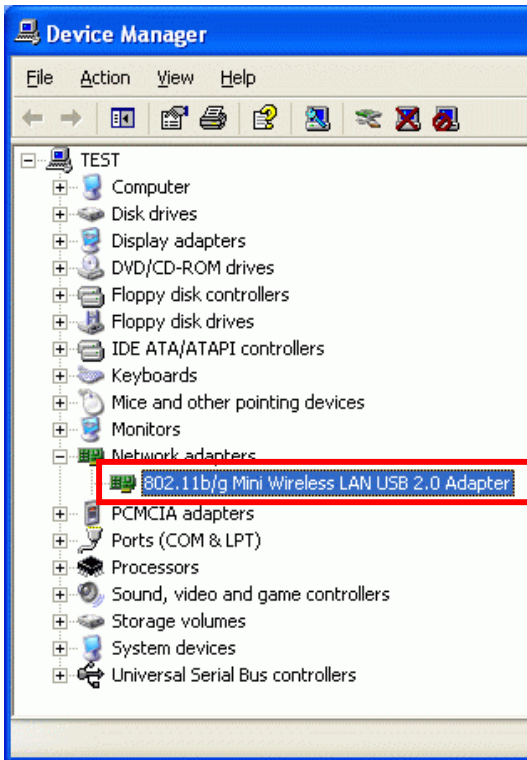 Device Manager
File Action View Help
TEST
Computer
Disk drives
Display adapters
DVD/CD-ROM drives
Floppy disk controllers
Floppy disk drives
IDE ATA/ATAPI controllers
Keyboards
Mice and other pointing devices
Monitors
Network adapters
802.11b/g Mini Wireless LAN USB 2.0 Adapter
PCMCIA adapters
Ports (COM & LPT)
Processors
Sound, video and game controllers
Storage volumes
System devices
Universal Serial Bus controllers